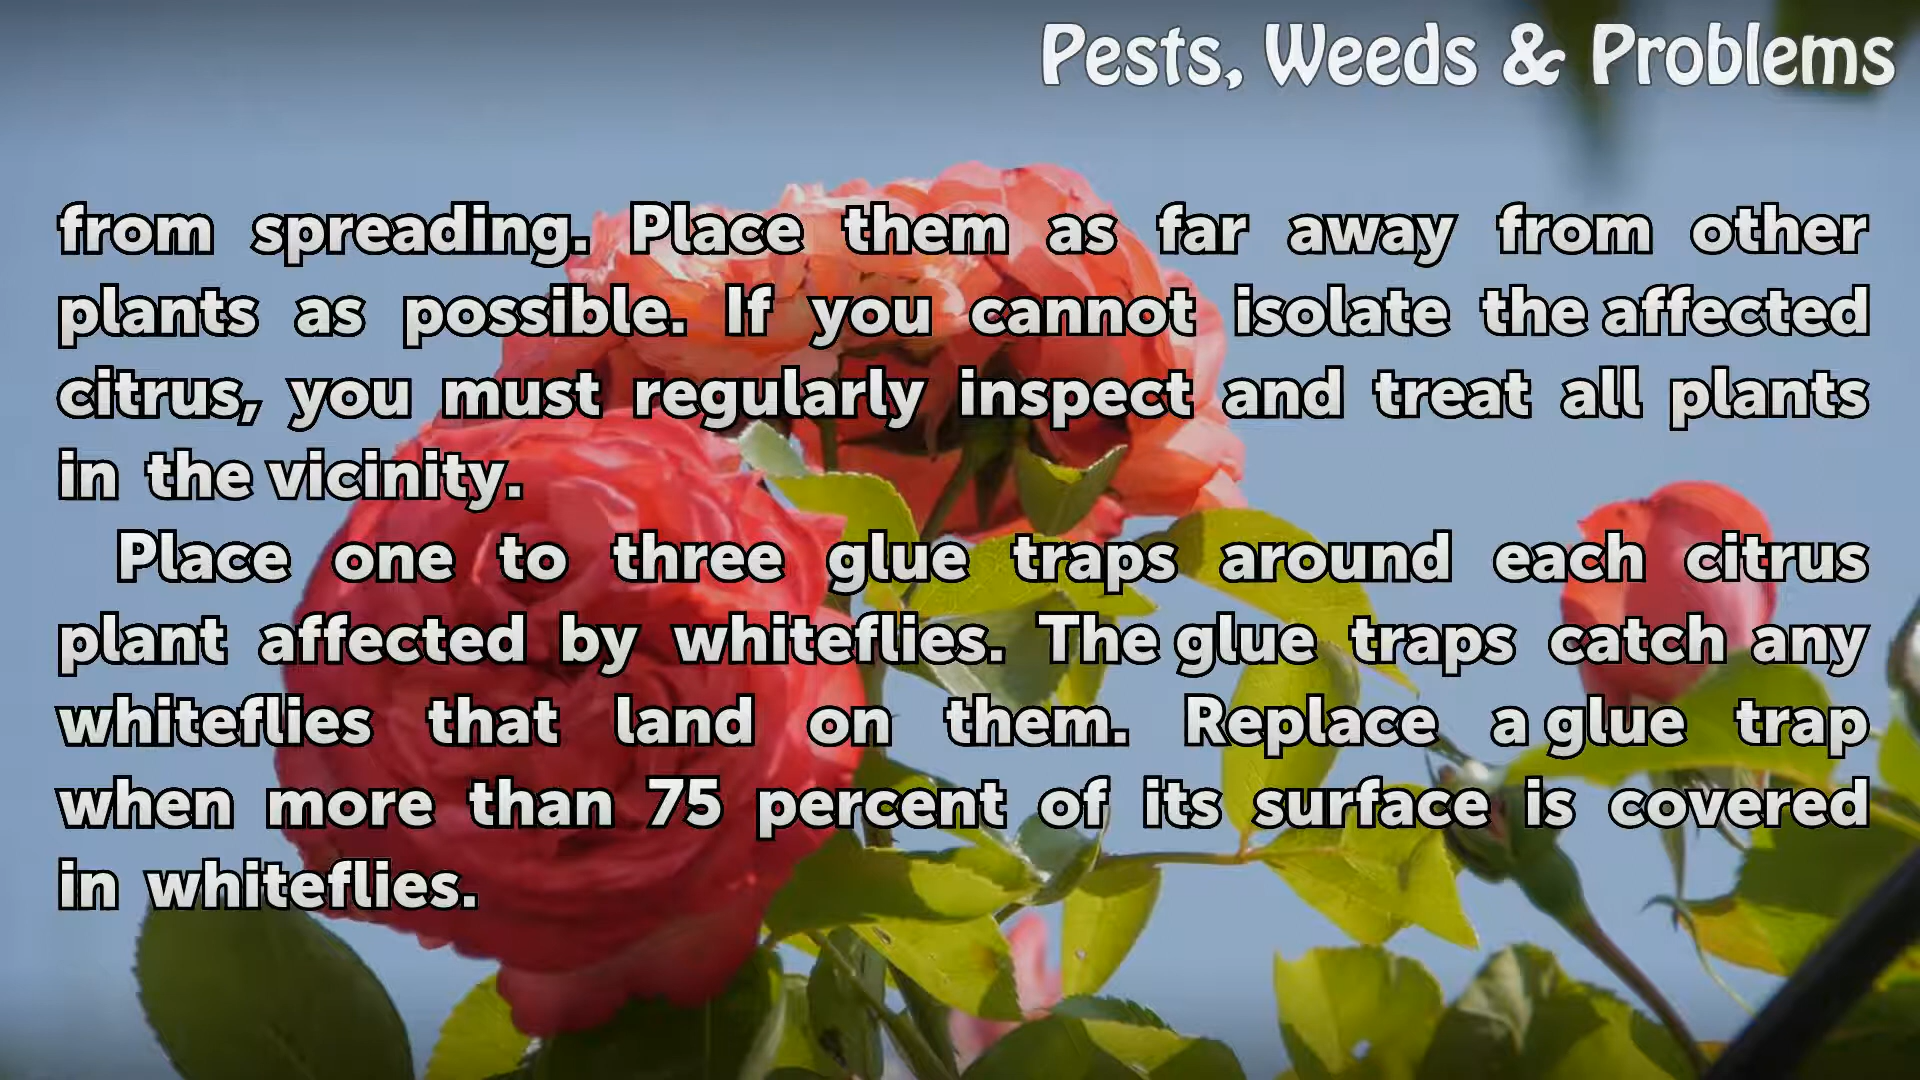 Pests, Weeds & Problems
from spreading. Place them as far away from other
plants as possible. If you cannot isolate the affected
citrus, you must regularly inspect and treat all plants
in the vicinity.
Place one to three glue traps around each citrus
plant affected by whiteflies. The glue traps catch any
whiteflies that land on them. Replace a glue trap
when more than 75 percent of its surface is covered
in whiteflies.